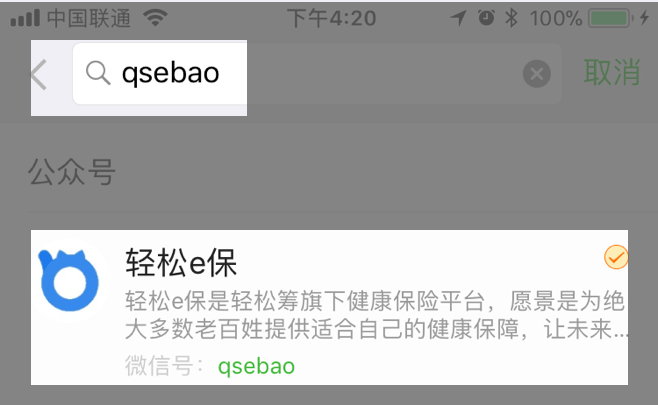 中国联通 下午4:20 100%
qsebao 取消
公众号
轻松e保
轻松e保是轻松筹旗下健康保险平台，愿景是为绝
大多数老百姓提供适合自己的健康保障，让未来...
微信号：qsebao